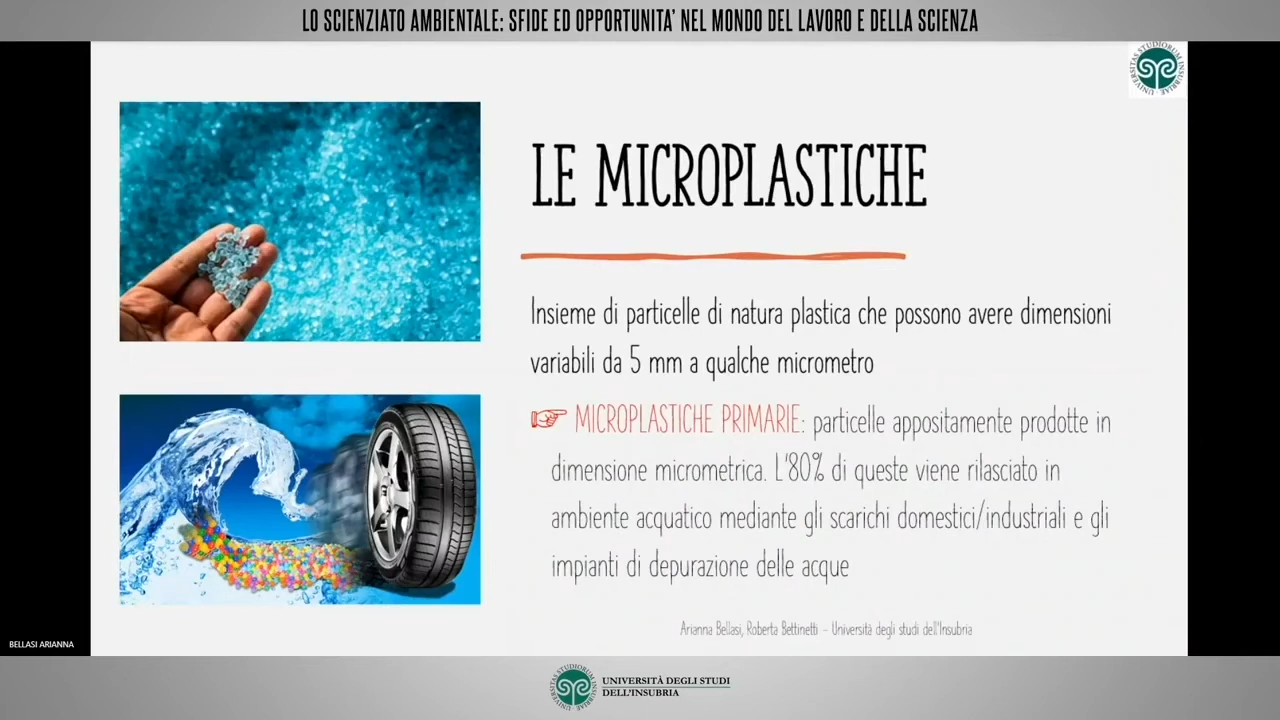 LO SCIENZIATO AMBIENTALE: SFIDE ED OPPORTUNITA' NEL MONDO DEL LAVORO E DELLA SCIENZA
LE MICROPLASTICHE
Insieme di particelle di natura plastica che possono avere dimensioni
variabili da 5 mm a qualche micrometro
MICROPLASTICHE PRIMARIE: particelle appositamente prodotte in
dimensione micrometrica. L'80% di queste viene rilasciato in
ambiente acquatico mediante gli scarichi domestici/industriali e gli
impianti di depurazione delle acque
Arianna Bellasi, Roberta Bettinetti – Università degli studi dell'Insubria
BELLASI ARIANNA
UNIVERSITÀ DEGLI STUDI
DELL'INSUBRIA